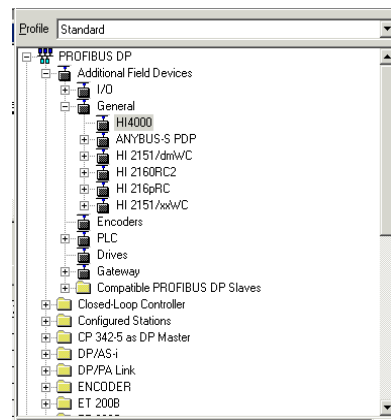 Profile Standard
PROFIBUS DP
Additional Field Devices
I/O
General
HI4000
ANYBUS-S PDP
HI 2151/dmWC
HI 2160RC2
HI 216pRC
HI 2151/xxWC
Encoders
PLC
Drives
Gateway
Compatible PROFIBUS DP Slaves
Closed-Loop Controller
Configured Stations
CP 342-5 as DP Master
DP/AS-i
DP/PA Link
ENCODER
ET 200B